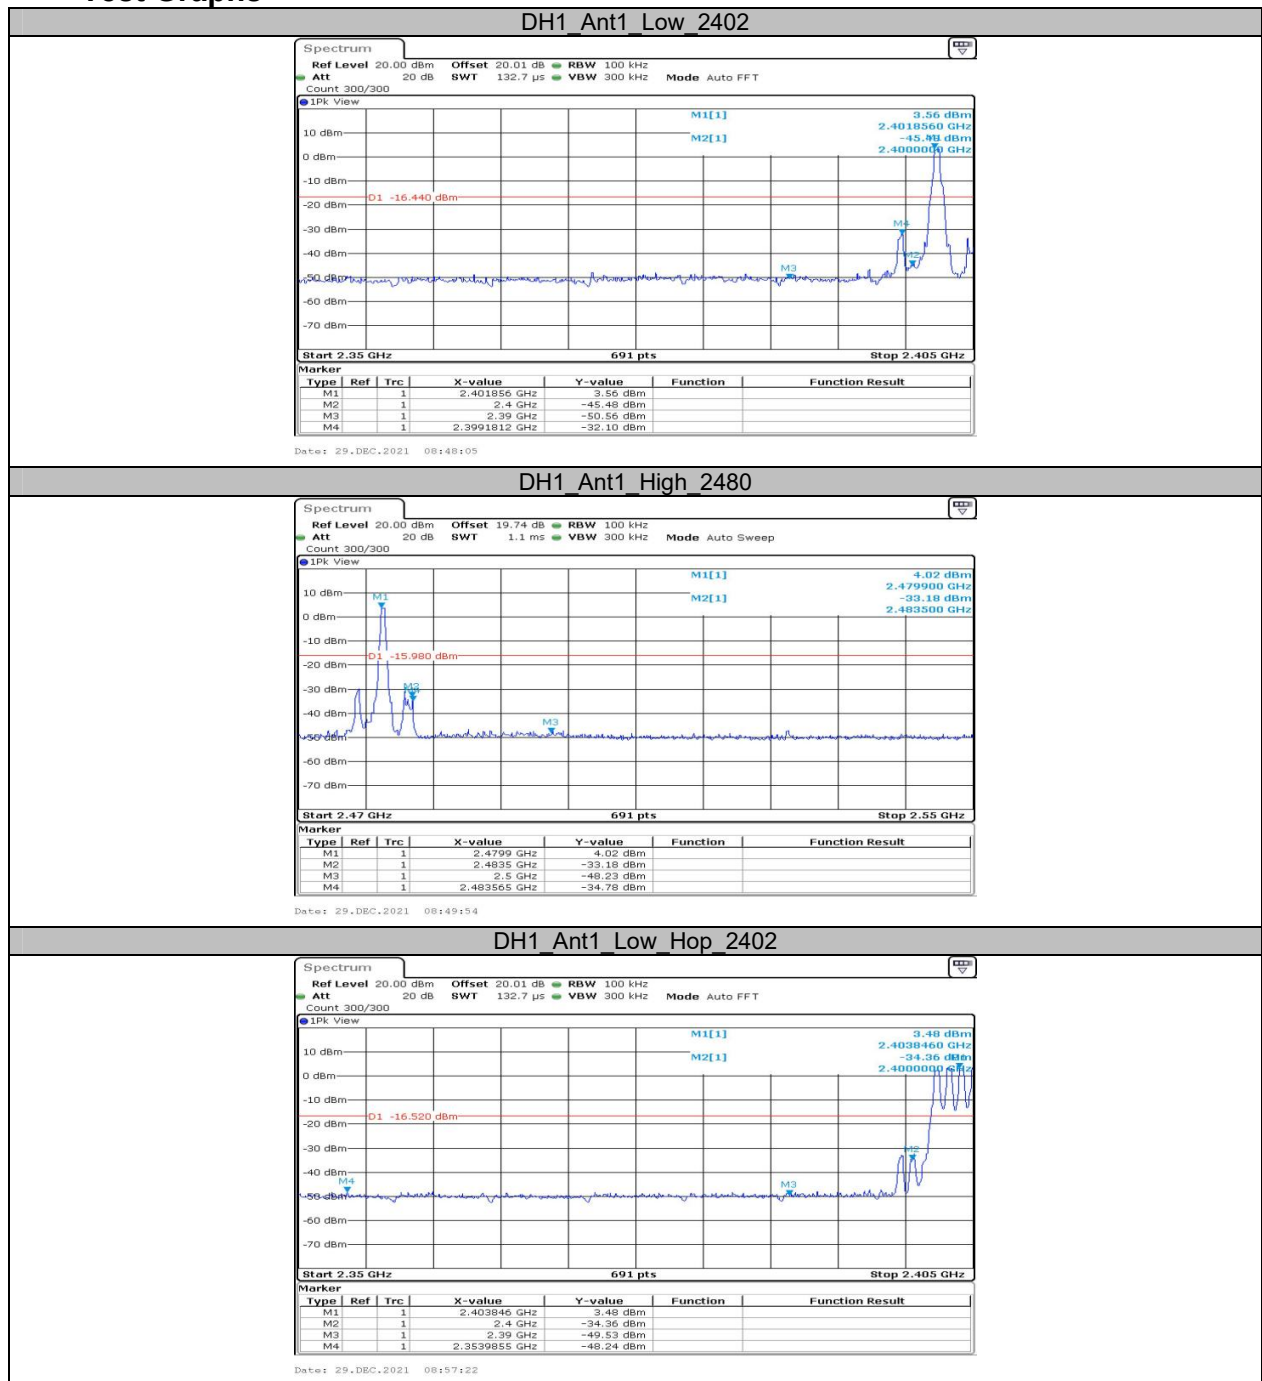 Test Graphs
DH1_Ant1_Low_2402
Spectrum
Ref Level 20.00 dBm Offset 20.01 dB RBW 100 kHz
Att 20 dB SWT 132.7 µs VBW 300 kHz Mode Auto FFT
Count 300/300
1Pk View
M1[1] 3.56 dBm
2.4018560 GHz
10 dBm
M2[1] -45.48 dBm
2.4000000 GHz
M1
0 dBm
-10 dBm
D1 -16.440 dBm
-20 dBm
-30 dBm
M4
-40 dBm
M2
M3
-50 dBm
-60 dBm
-70 dBm
Start 2.35 GHz 691 pts Stop 2.405 GHz
Marker
Type Ref Trc X-value Y-value Function Function Result
M1 1 2.401856 GHz 3.56 dBm
M2 1 2.4 GHz -45.48 dBm
M3 1 2.39 GHz -50.56 dBm
M4 1 2.3991812 GHz -32.10 dBm
Date: 29.DEC.2021 08:48:05
DH1_Ant1_High_2480
Spectrum
Ref Level 20.00 dBm Offset 19.74 dB RBW 100 kHz
Att 20 dB SWT 1.1 ms VBW 300 kHz Mode Auto Sweep
Count 300/300
1Pk View
M1[1] 4.02 dBm
2.479900 GHz
10 dBm
M1
M2[1] -33.18 dBm
2.483500 GHz
0 dBm
-10 dBm
D1 -15.980 dBm
-20 dBm
-30 dBm
M2
-40 dBm
M3
-50 dBm
-60 dBm
-70 dBm
Start 2.47 GHz 691 pts Stop 2.55 GHz
Marker
Type Ref Trc X-value Y-value Function Function Result
M1 1 2.4799 GHz 4.02 dBm
M2 1 2.4835 GHz -33.18 dBm
M3 1 2.5 GHz -48.23 dBm
M4 1 2.483565 GHz -34.78 dBm
Date: 29.DEC.2021 08:49:54
DH1_Ant1_Low_Hop_2402
Spectrum
Ref Level 20.00 dBm Offset 20.01 dB RBW 100 kHz
Att 20 dB SWT 132.7 µs VBW 300 kHz Mode Auto FFT
Count 300/300
1Pk View
M1[1] 3.48 dBm
2.4038460 GHz
10 dBm
M2[1] -34.36 dBm
2.4000000 GHz
M1
0 dBm
-10 dBm
D1 -16.520 dBm
-20 dBm
-30 dBm
M2
-40 dBm
M4
M3
-50 dBm
-60 dBm
-70 dBm
Start 2.35 GHz 691 pts Stop 2.405 GHz
Marker
Type Ref Trc X-value Y-value Function Function Result
M1 1 2.403846 GHz 3.48 dBm
M2 1 2.4 GHz -34.36 dBm
M3 1 2.39 GHz -49.53 dBm
M4 1 2.3539855 GHz -48.24 dBm
Date: 29.DEC.2021 08:57:22